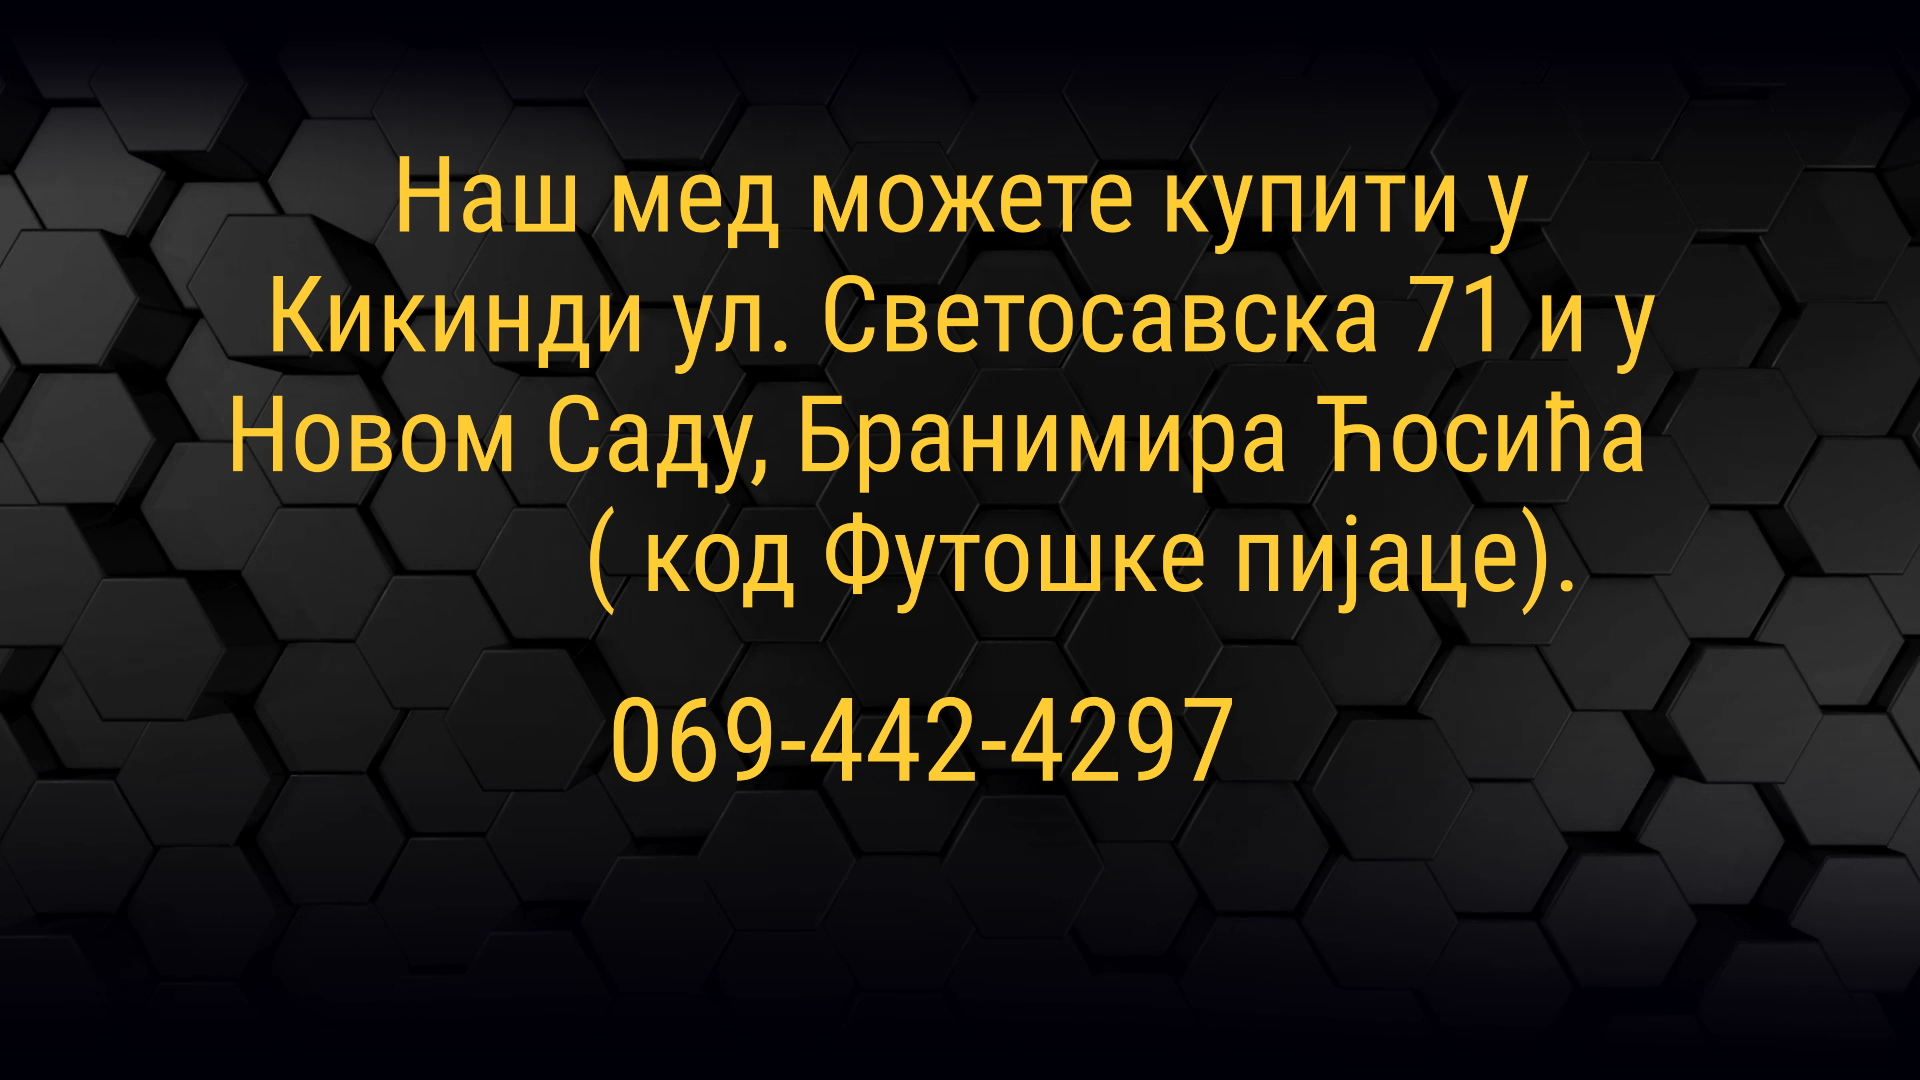 Наш мед можете купити у
Кикинди ул. Светосавска 71 и у
Новом Саду, Бранимира Ћосића
( код Футошке пијаце).
069-442-4297